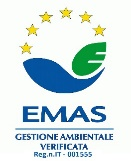 EMAS
GESTIONE AMBIENTALE
VERIFICATA
Reg.n.IT - 001555